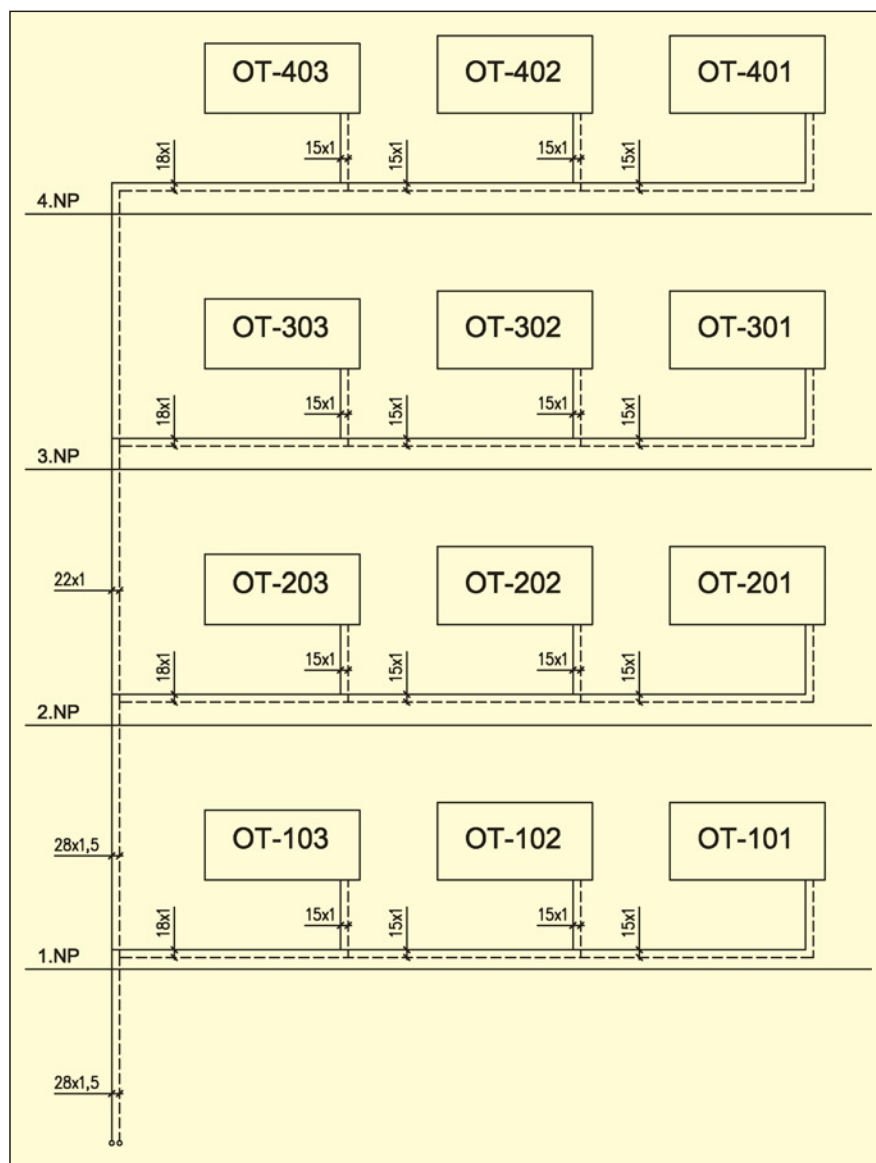 OT-403 OT-402 OT-401
18x1 15x1 15x1 15x1 15x1
4.NP
OT-303 OT-302 OT-301
18x1 15x1 15x1 15x1 15x1
3.NP
22x1
OT-203 OT-202 OT-201
18x1 15x1 15x1 15x1 15x1
2.NP
OT-103 OT-102 OT-101
28x1,5
18x1 15x1 15x1 15x1 15x1
1.NP
28x1,5